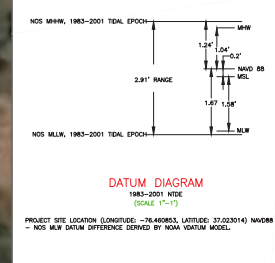 NOS MHHW, 1983-2001 TIDAL EPOCH
MHW
1.24'
1.04'
0.2'
NAVD 88
MSL
2.91' RANGE
1.67
1.58'
MLW
NOS MLLW, 1983-2001 TIDAL EPOCH
DATUM DIAGRAM
1983-2001 NTDE
(SCALE 1"=1')
PROJECT SITE LOCATION (LONGITUDE: -76.460853, LATITUDE: 37.023014) NAVD88
- NOS MLW DATUM DIFFERENCE DERIVED BY NOAA VDATUM MODEL.